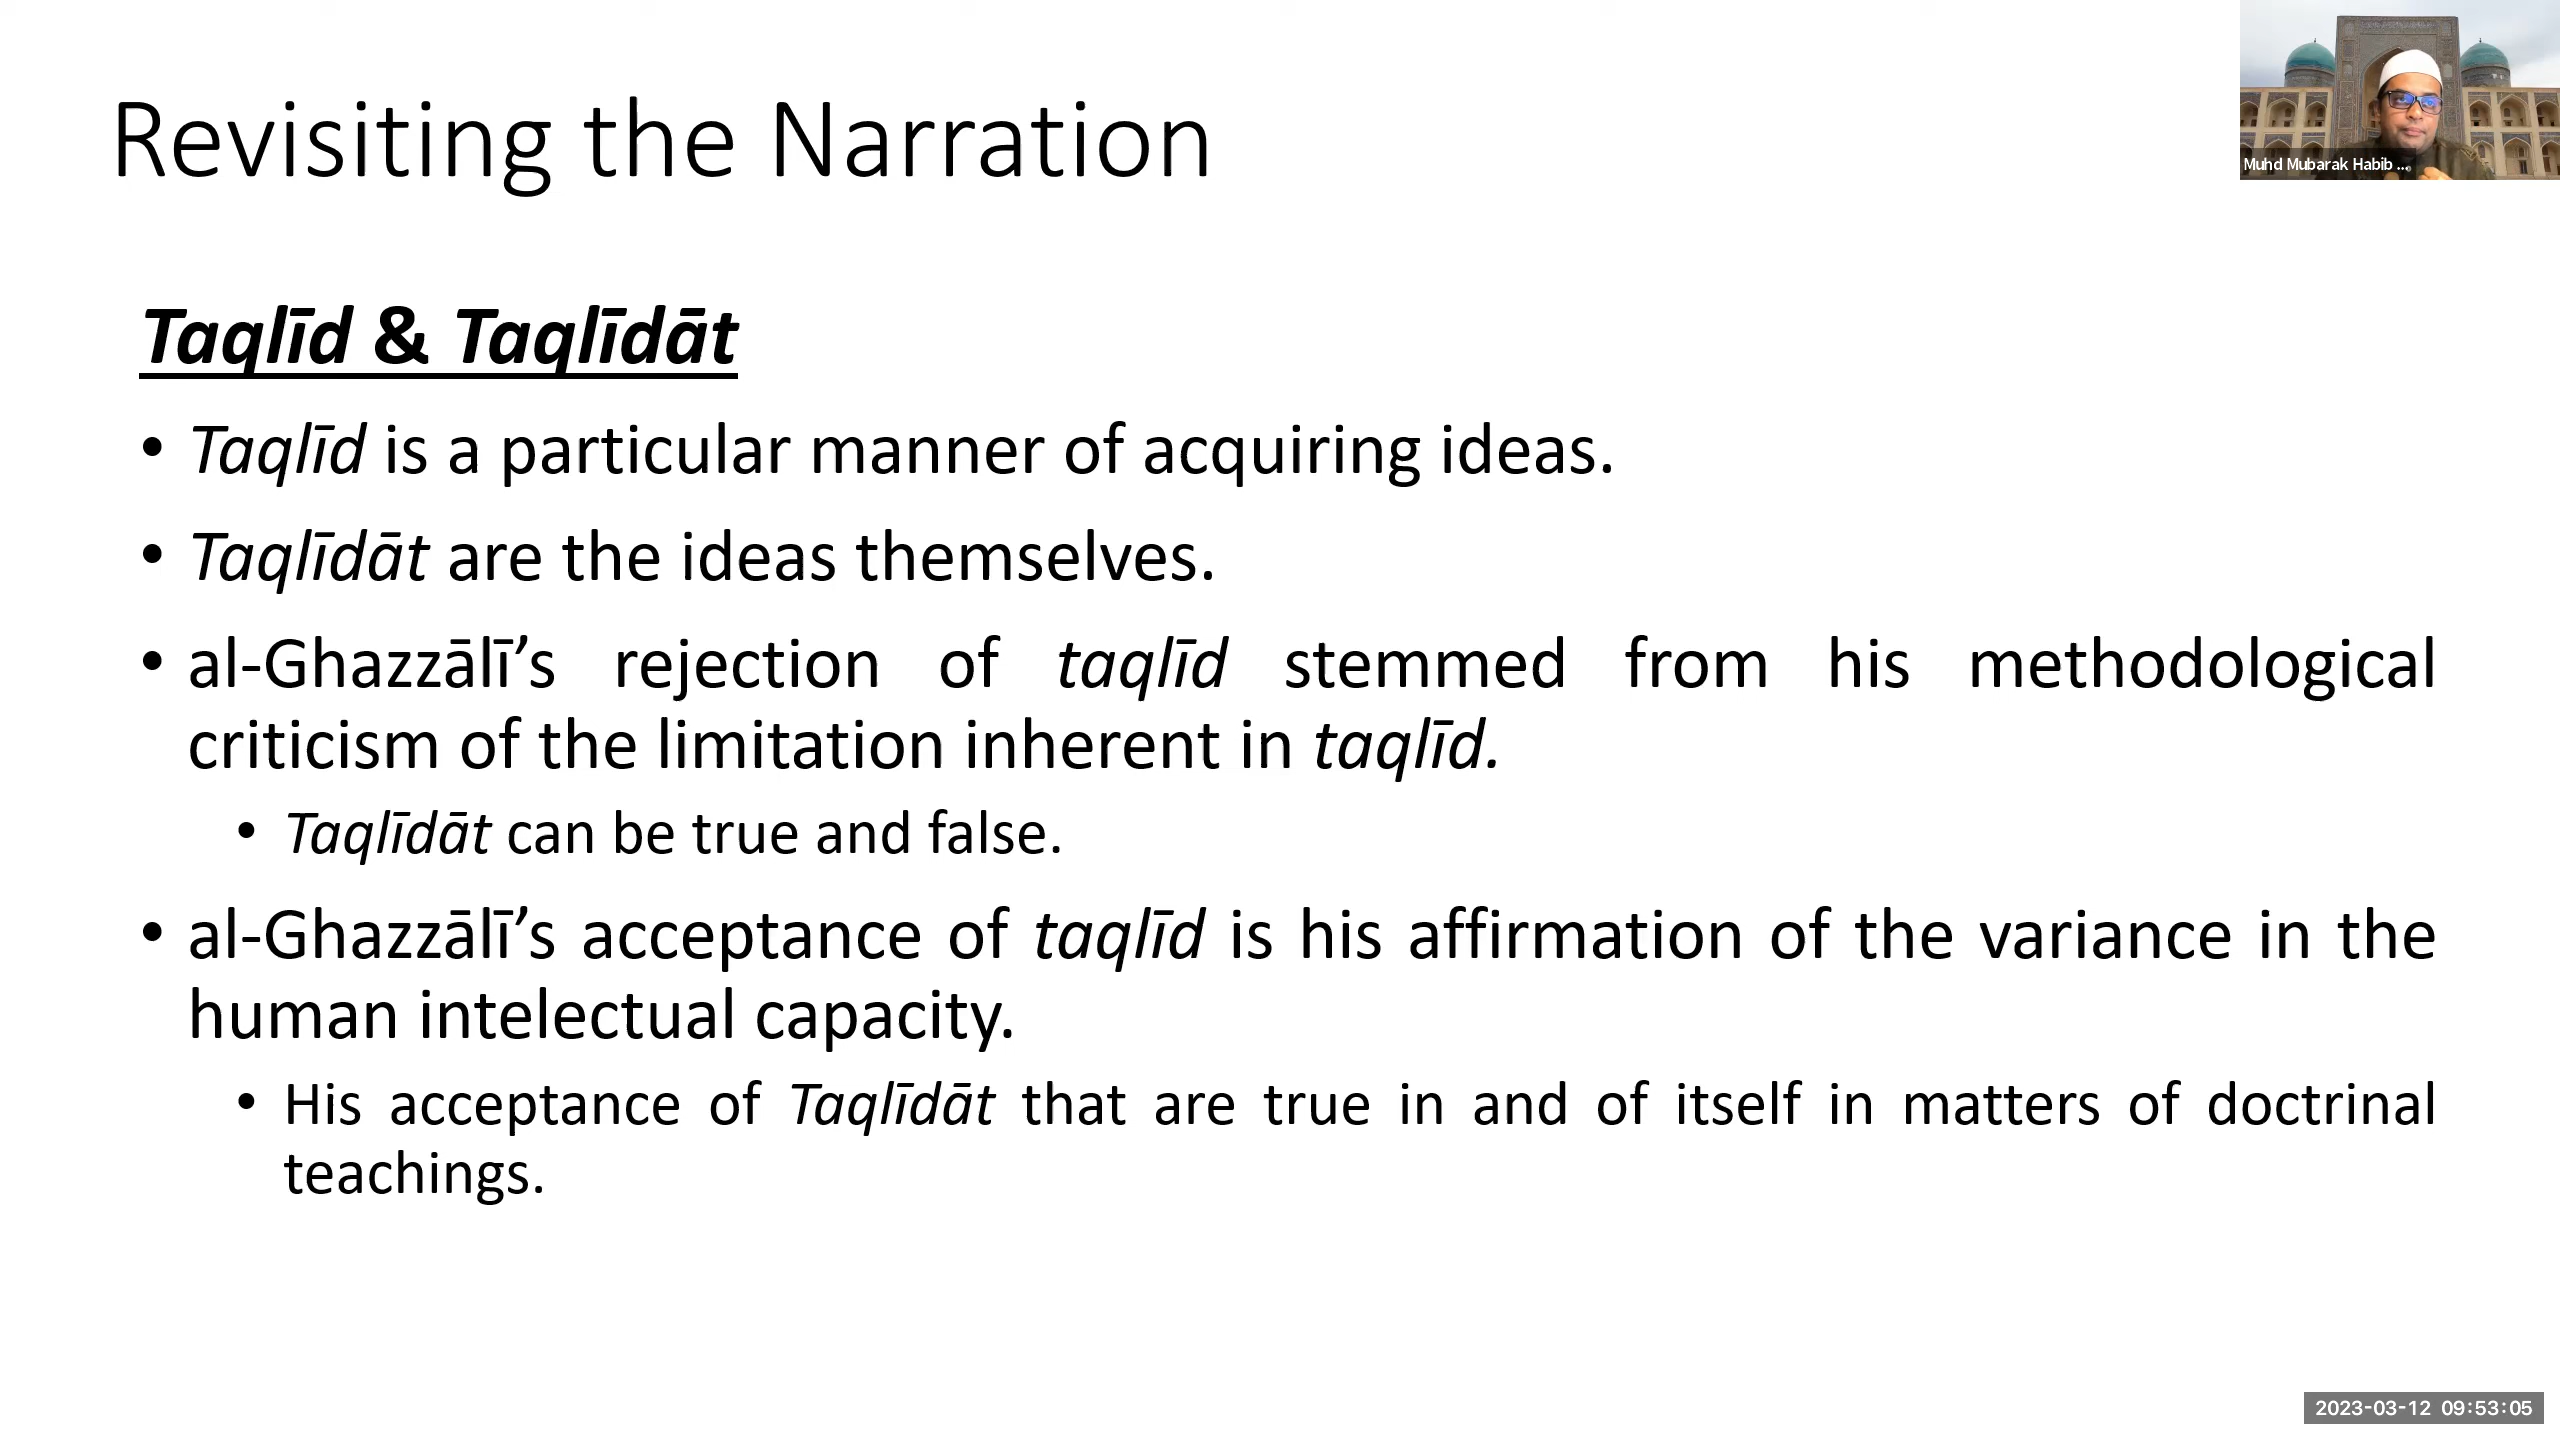 Revisiting the Narration
Muhd Mubarak Habib ...
Taqlīd & Taqlīdāt
• Taqlīd is a particular manner of acquiring ideas.
• Taqlīdāt are the ideas themselves.
• al-Ghazzālī’s rejection of taqlīd stemmed from his methodological
criticism of the limitation inherent in taqlīd.
• Taqlīdāt can be true and false.
• al-Ghazzālī’s acceptance of taqlīd is his affirmation of the variance in the
human intelectual capacity.
• His acceptance of Taqlīdāt that are true in and of itself in matters of doctrinal
teachings.
2023-03-12 09:53:05